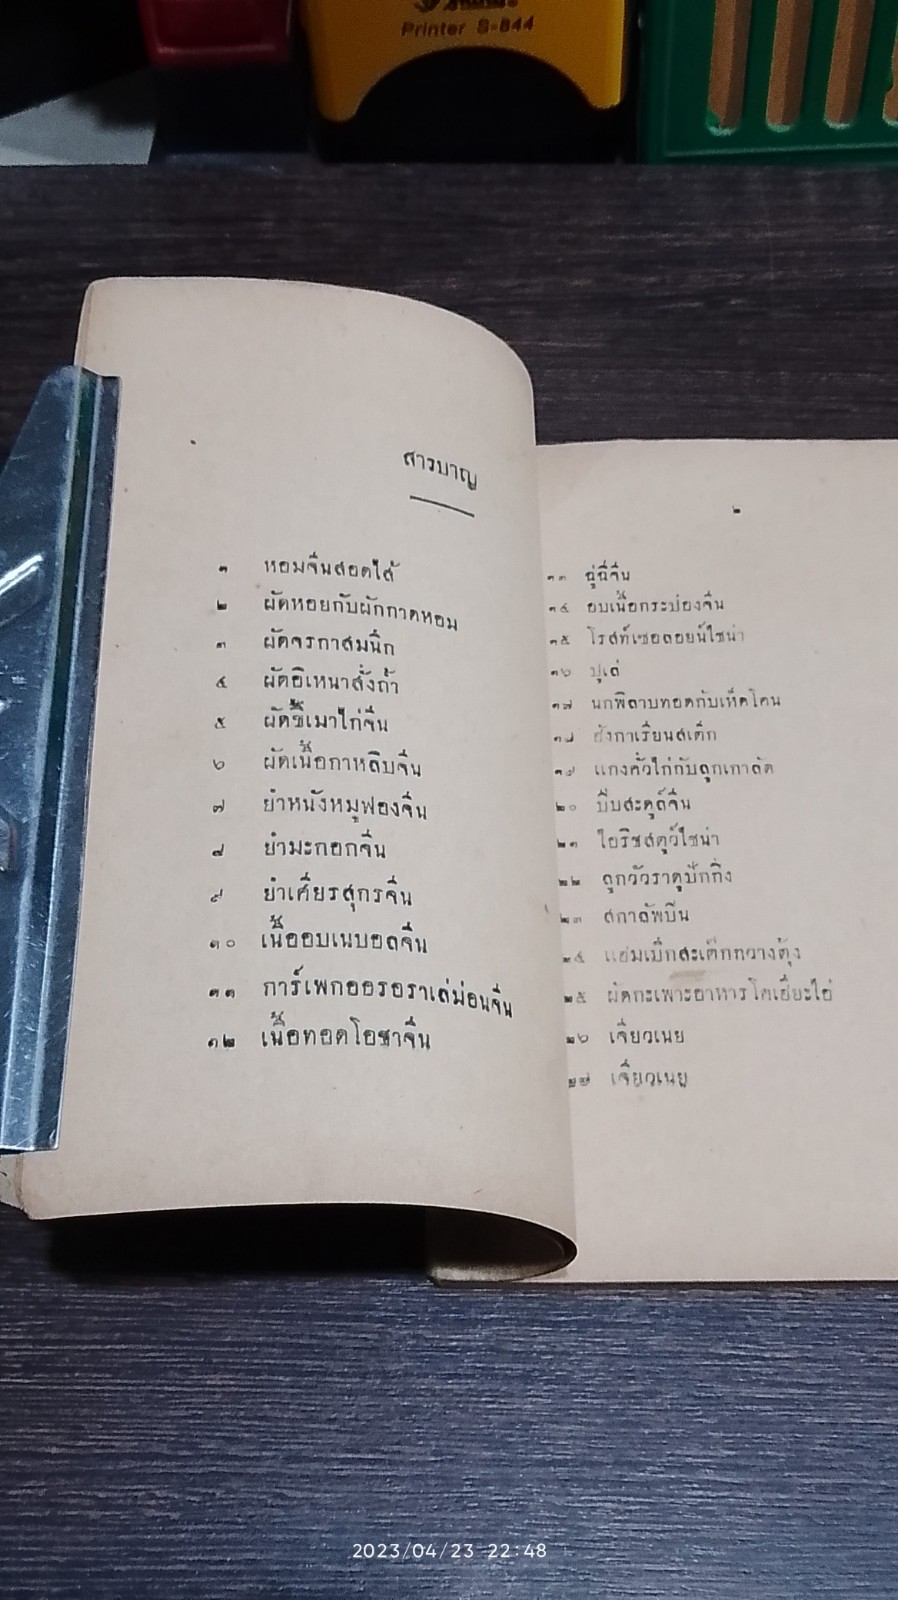 Printer S-844
สารบาญ
๑ หอมจีนสอดไส้
๒ ผัดหอยกับผักกาดหอม
๓ ผัดจรกาสมนึก
๔ ผัดอิเหนาสั่งถ้ำ
๕ ผัดขี้เมาไก่จีน
๖ ผัดเนื้อกาหลิบจีน
๗ ยำหนังหมูฟองจีน
๘ ยำมะกอกจีน
๙ ยำเศียรสุกรจีน
๑๐ เนื้ออบเนบอลจีน
๑๑ การ์เพกออรอราเล่ม่อนจีน
๑๒ เนื้อทอดโอชาจีน
๒
๑๓ ฉู่ฉี่จีน
๑๔ อบเนื้อกระป๋องจีน
๑๕ โรสท์เซอลอยน์ไชน่า
๑๖ ปูเล่
๑๗ นกพิลาบทอดกับเห็ดโคน
๑๘ ฮังกาเรียนสเต็ก
๑๙ แกงคั่วไก่กับลูกเกาลัด
๒๐ บีบสะตูล์จีน
๒๑ ไอริชสตูว์ไชน่า
๒๒ ลูกวัวราดูปักกิ่ง
๒๓ สกาลัพบีน
๒๔ แฮ่มเบิกสะเต๊กกวางตุ้ง
๒๕ ผัดกะเพาะอาหารโคเฮี๊ยะไอ๋
๒๖ เจี๋ยวเนย
๒๗ เจี๋ยวเนย
2023/04/23 22:48